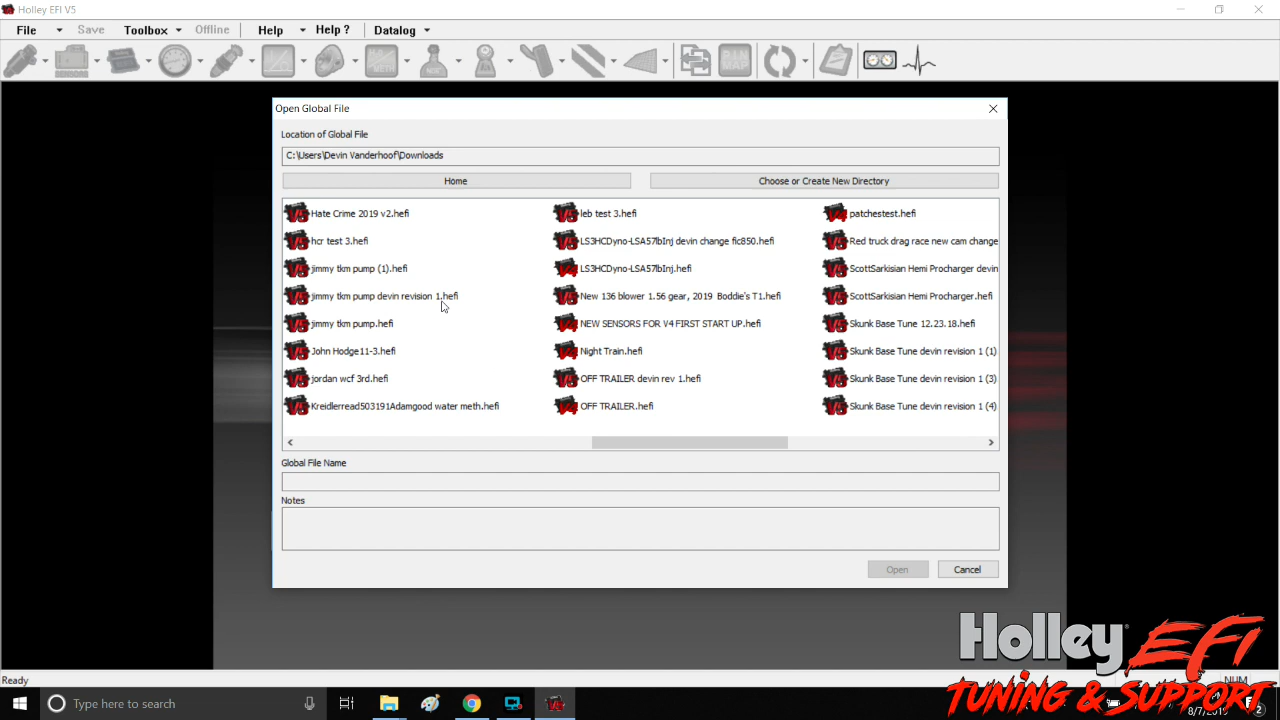 Holley EFI V5
File Save Toolbox Offline Help Help ? Datalog
Open Global File
Location of Global File
C:\Users\Devin Vanderhoof\Downloads
Home Choose or Create New Directory
Hate Crime 2019 v2.hefi leb test 3.hefi patchestest.hefi
hcr test 3.hefi LS3HCDyno-LSA57lbInj devin change fic850.hefi Red truck drag race new cam change
jimmy tkm pump (1).hefi LS3HCDyno-LSA57lbInj.hefi ScottSarkisian Hemi Procharger devin
jimmy tkm pump devin revision 1.hefi New 136 blower 1.56 gear, 2019 Boddie's T1.hefi ScottSarkisian Hemi Procharger.hefi
jimmy tkm pump.hefi NEW SENSORS FOR V4 FIRST START UP.hefi Skunk Base Tune 12.23.18.hefi
John Hodge11-3.hefi Night Train.hefi Skunk Base Tune devin revision 1 (1)
jordan wcf 3rd.hefi OFF TRAILER devin rev 1.hefi Skunk Base Tune devin revision 1 (3)
Kreidlerread503191Adamgood water meth.hefi OFF TRAILER.hefi Skunk Base Tune devin revision 1 (4)
Global File Name
Notes
Open Cancel
Holley EFI
TUNING & SUPPORT
Ready NUM
Type here to search